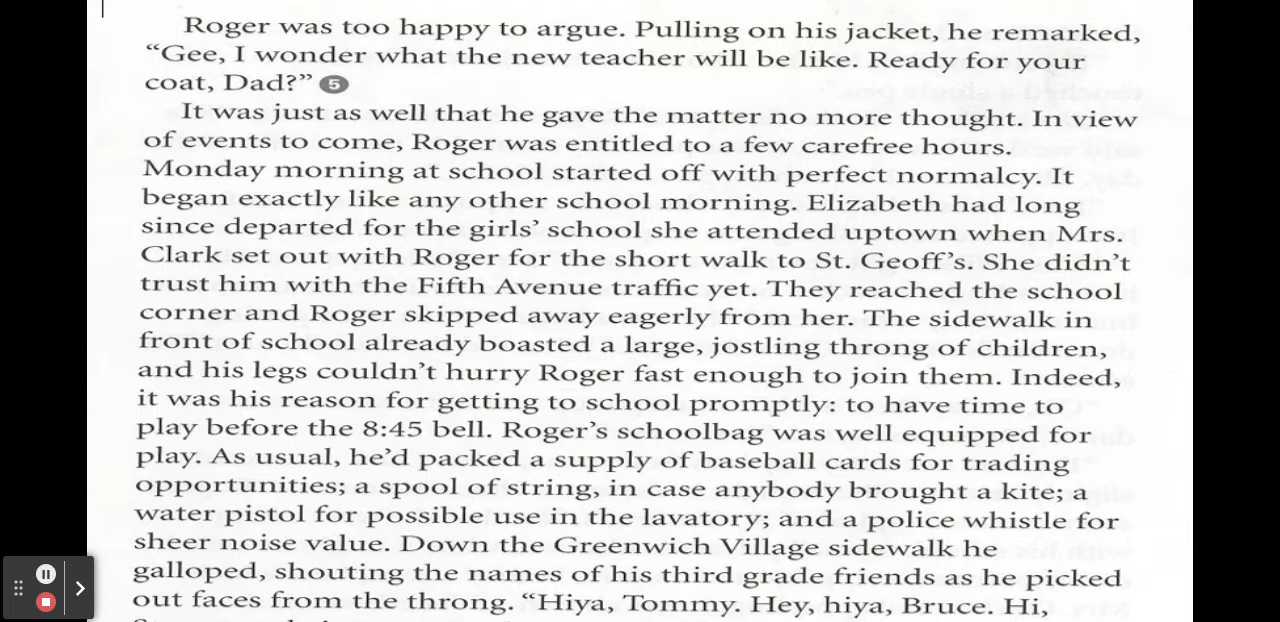 Roger was too happy to argue. Pulling on his jacket, he remarked,
“Gee, I wonder what the new teacher will be like. Ready for your
coat, Dad?” 5
It was just as well that he gave the matter no more thought. In view
of events to come, Roger was entitled to a few carefree hours.
Monday morning at school started off with perfect normalcy. It
began exactly like any other school morning. Elizabeth had long
since departed for the girls’ school she attended uptown when Mrs.
Clark set out with Roger for the short walk to St. Geoff’s. She didn’t
trust him with the Fifth Avenue traffic yet. They reached the school
corner and Roger skipped away eagerly from her. The sidewalk in
front of school already boasted a large, jostling throng of children,
and his legs couldn’t hurry Roger fast enough to join them. Indeed,
it was his reason for getting to school promptly: to have time to
play before the 8:45 bell. Roger’s schoolbag was well equipped for
play. As usual, he’d packed a supply of baseball cards for trading
opportunities; a spool of string, in case anybody brought a kite; a
water pistol for possible use in the lavatory; and a police whistle for
sheer noise value. Down the Greenwich Village sidewalk he
galloped, shouting the names of his third grade friends as he picked
out faces from the throng. “Hiya, Tommy. Hey, hiya, Bruce. Hi,